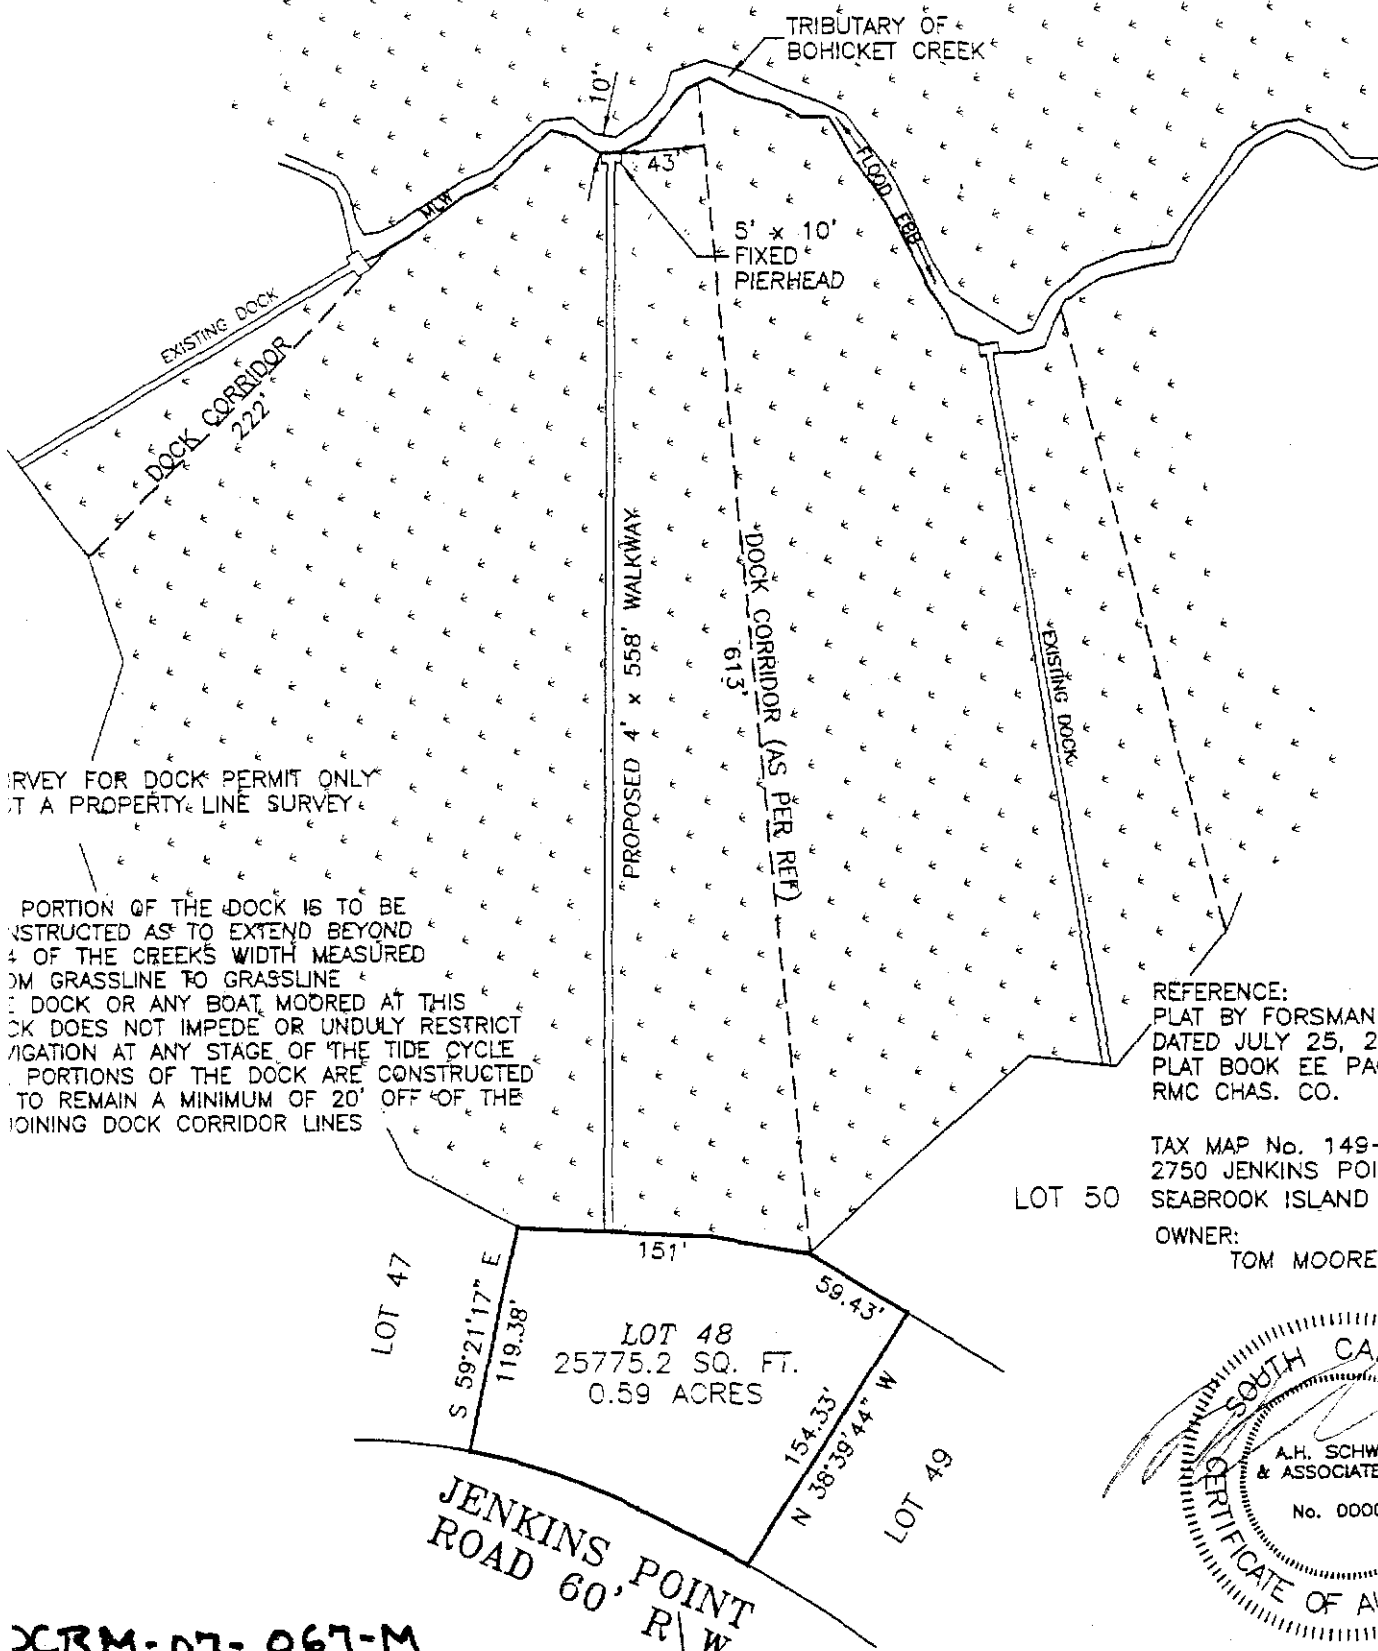 TRIBUTARY OF
BOHICKET CREEK
10'
43'
MLW
FLOOD
EBB
5' x 10'
FIXED
PIERHEAD
EXISTING DOCK
DOCK CORRIDOR
222'
PROPOSED 4' x 558' WALKWAY
DOCK CORRIDOR (AS PER REF)
613'
EXISTING DOCK
RVEY FOR DOCK PERMIT ONLY
T A PROPERTY LINE SURVEY
PORTION OF THE DOCK IS TO BE
NSTRUCTED AS TO EXTEND BEYOND
4 OF THE CREEKS WIDTH MEASURED
OM GRASSLINE TO GRASSLINE
E DOCK OR ANY BOAT MOORED AT THIS
CK DOES NOT IMPEDE OR UNDULY RESTRICT
VIGATION AT ANY STAGE OF THE TIDE CYCLE
PORTIONS OF THE DOCK ARE CONSTRUCTED
TO REMAIN A MINIMUM OF 20' OFF OF THE
JOINING DOCK CORRIDOR LINES
REFERENCE:
PLAT BY FORSMAN
DATED JULY 25, 2
PLAT BOOK EE PA
RMC CHAS. CO.
TAX MAP No. 149-
2750 JENKINS POI
SEABROOK ISLAND
LOT 50
OWNER:
TOM MOORE
151'
59.43'
LOT 47
S 59°21'17" E
119.38'
LOT 48
25775.2 SQ. FT.
0.59 ACRES
154.33'
N 38°39'44" W
LOT 49
JENKINS POINT
ROAD 60' R\W
SOUTH CA
A.H. SCHW
& ASSOCIATE
No. 000
CERTIFICATE OF A
OCRM-07-067-M